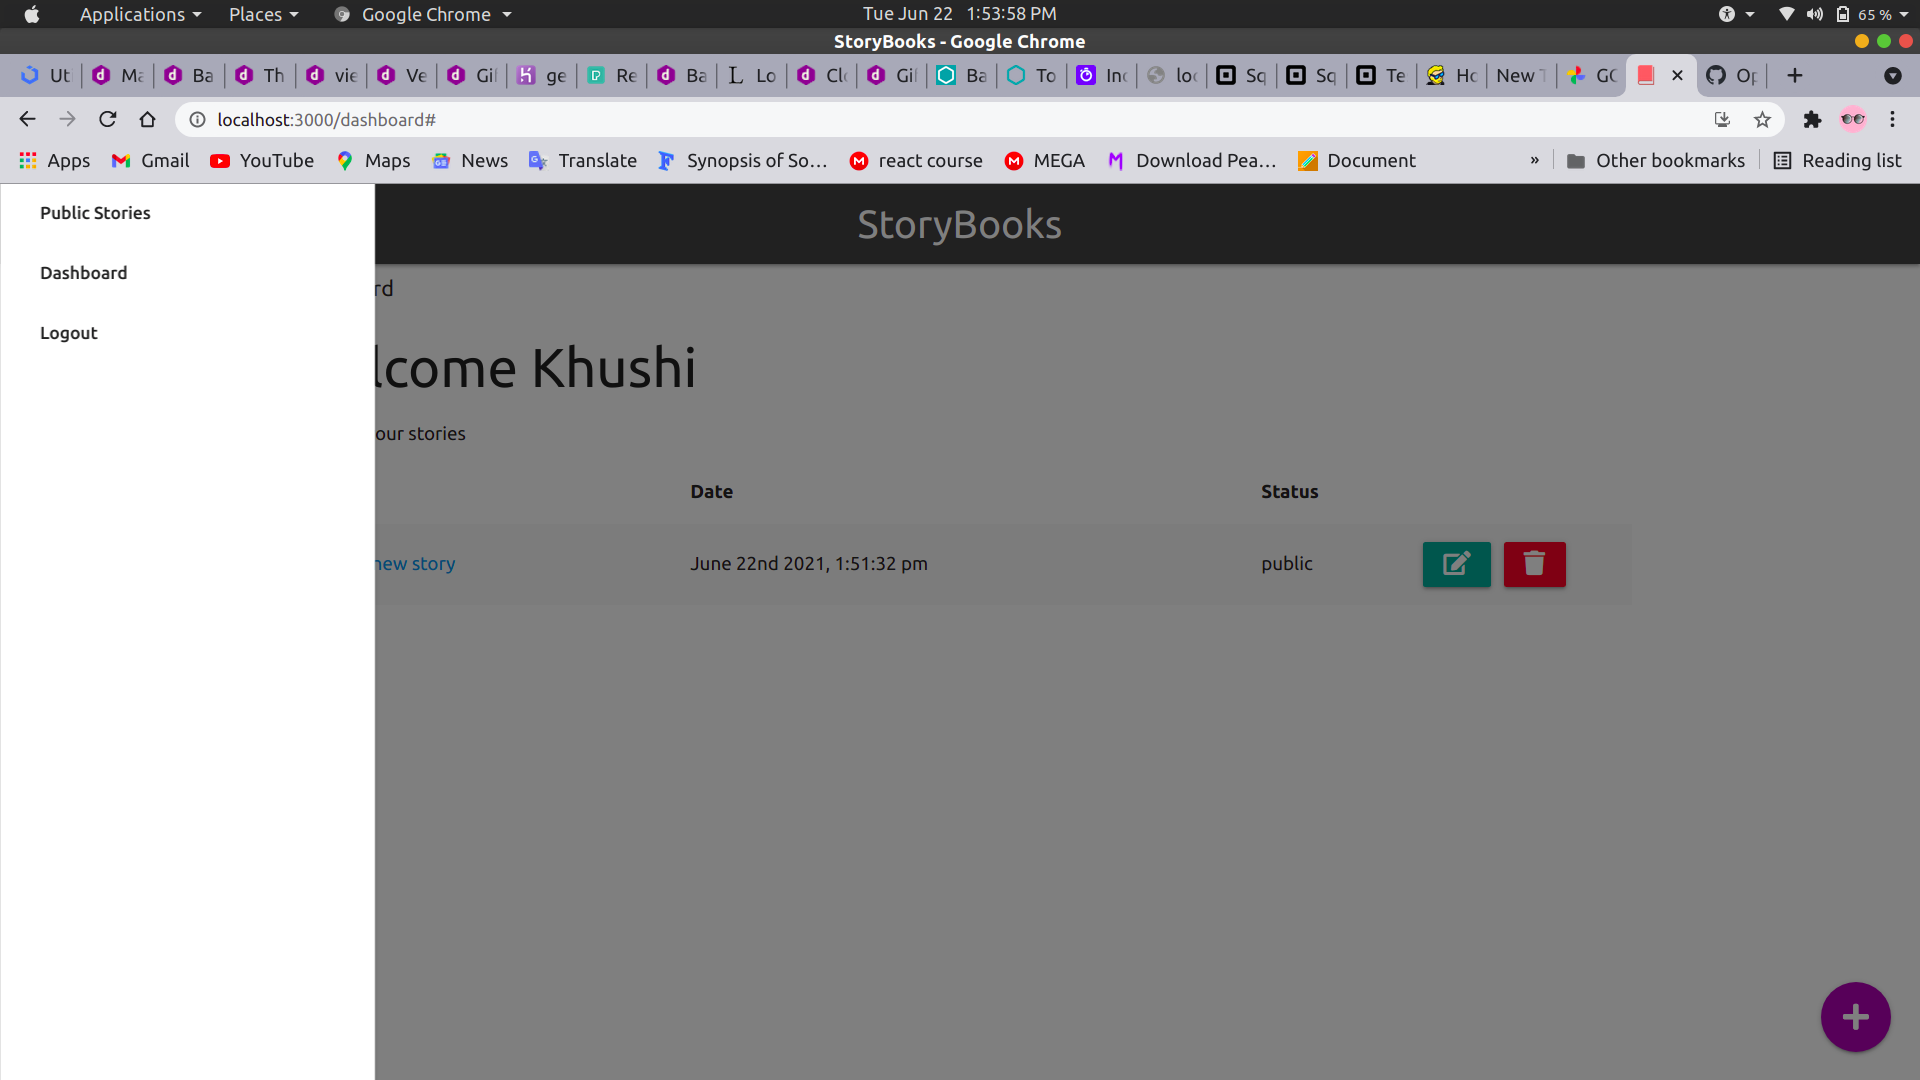 Applications Places Google Chrome Tue Jun 22 1:53:58 PM 65 %
StoryBooks - Google Chrome
Ut Ma Ba Th vie Ve Gif ge Re Ba Lo Clo Gif Ba To Inc loc Sq Sq Te Ho New T GC Op
localhost:3000/dashboard#
Apps Gmail YouTube Maps News Translate Synopsis of So... react course MEGA Download Pea... Document » Other bookmarks Reading list
Public Stories
Dashboard
Logout
StoryBooks
rd
lcome Khushi
our stories
Date Status
new story June 22nd 2021, 1:51:32 pm public